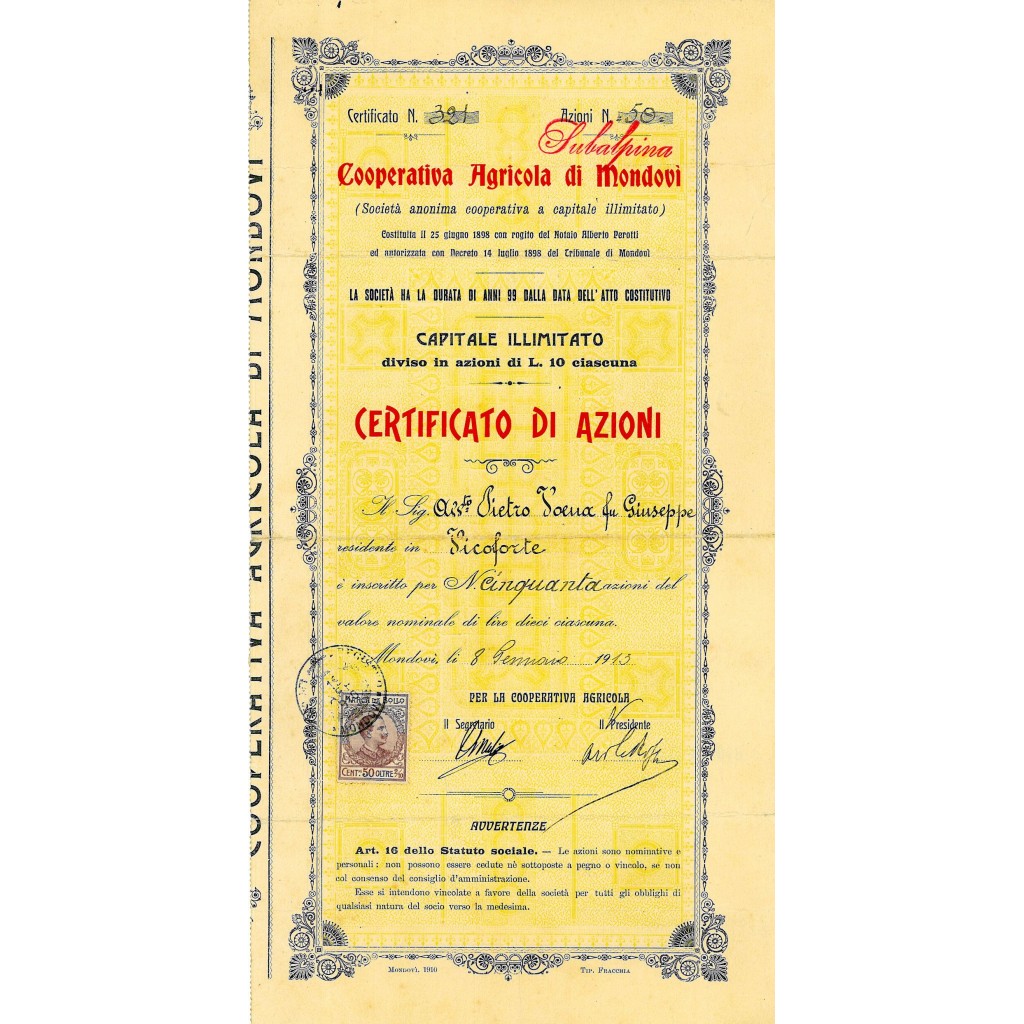 COOPERATIVA AGRICOLA DI MONDOVÌ
Certificato N. 321 Azioni N. 50
Subalpina
Cooperativa Agricola di Mondovì
(Società anonima cooperativa a capitale illimitato)
Costituita il 25 giugno 1898 con rogito del Notaio Alberto Perotti
ed autorizzata con Decreto 14 luglio 1898 del Tribunale di Mondovì
LA SOCIETÀ HA LA DURATA DI ANNI 99 DALLA DATA DELL'ATTO COSTITUTIVO
CAPITALE ILLIMITATO
diviso in azioni di L. 10 ciascuna
CERTIFICATO DI AZIONI
Il Sig. Avv.to Pietro Voena fu Giuseppe
residente in Vicoforte
è inscritto per N. Cinquanta azioni del
valore nominale di lire dieci ciascuna.
Mondovì, li 8 Gennaio 1913
PER LA COOPERATIVA AGRICOLA
Il Segretario Il Presidente
MARCA DA BOLLO
CENT. 50 OLTRE
AVVERTENZE
Art. 16 dello Statuto sociale. — Le azioni sono nominative e
personali; non possono essere cedute nè sottoposte a pegno o vincolo, se non
col consenso del consiglio d'amministrazione.
Esse si intendono vincolate a favore della società per tutti gli obblighi di
qualsiasi natura del socio verso la medesima.
MONDOVÌ. 1910 TIP. FRACCHIA